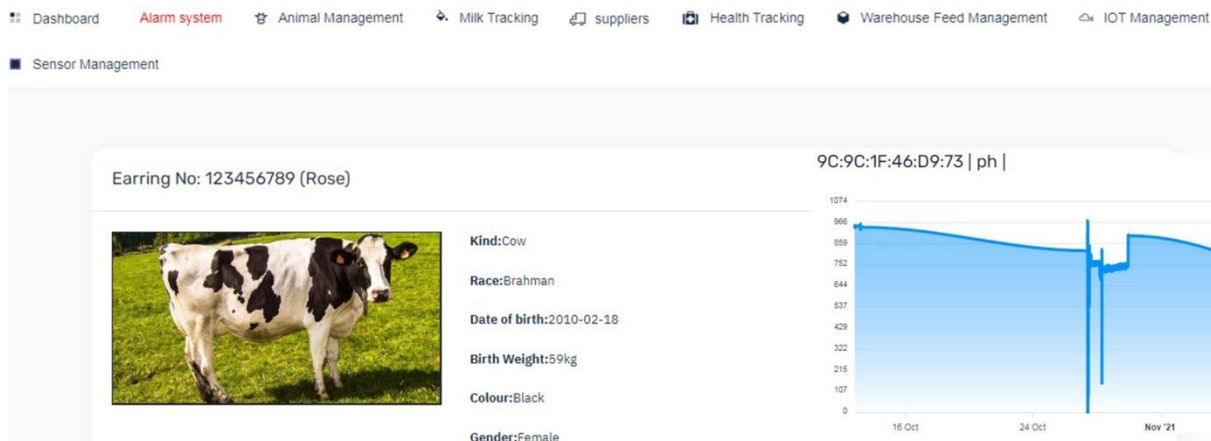 Dashboard Alarm system Animal Management Milk Tracking suppliers Health Tracking Warehouse Feed Management IOT Management
Sensor Management
Earring No: 123456789 (Rose)
Kind:Cow
Race:Brahman
Date of birth:2010-02-18
Birth Weight:59kg
Colour:Black
Gender:Female
9C:9C:1F:46:D9:73 | ph |
1074
966
859
752
644
537
429
322
215
107
0
16 Oct 24 Oct Nov '21